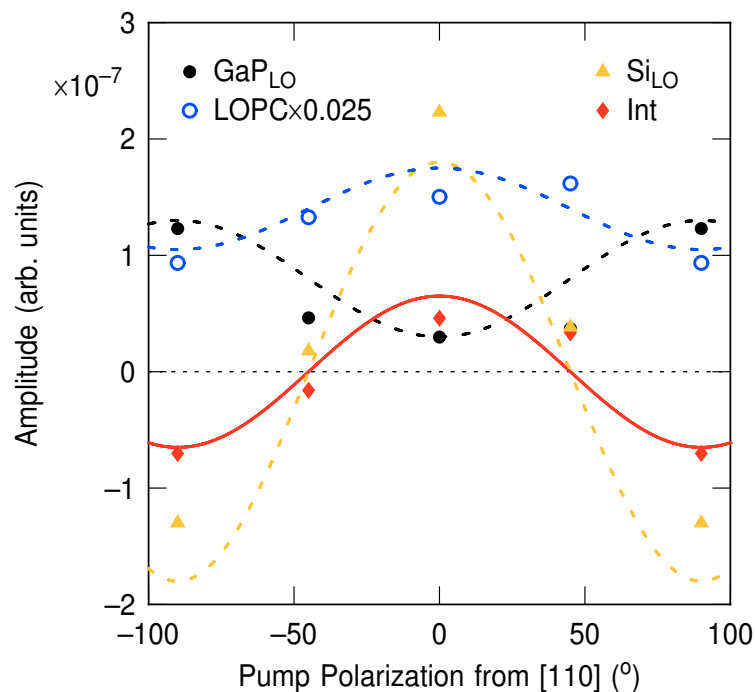 3
×10⁻⁷
GaP_LO
Si_LO
LOPC×0.025
Int
2
1
0
−1
−2
Amplitude (arb. units)
−100 −50 0 50 100
Pump Polarization from [110] (°)